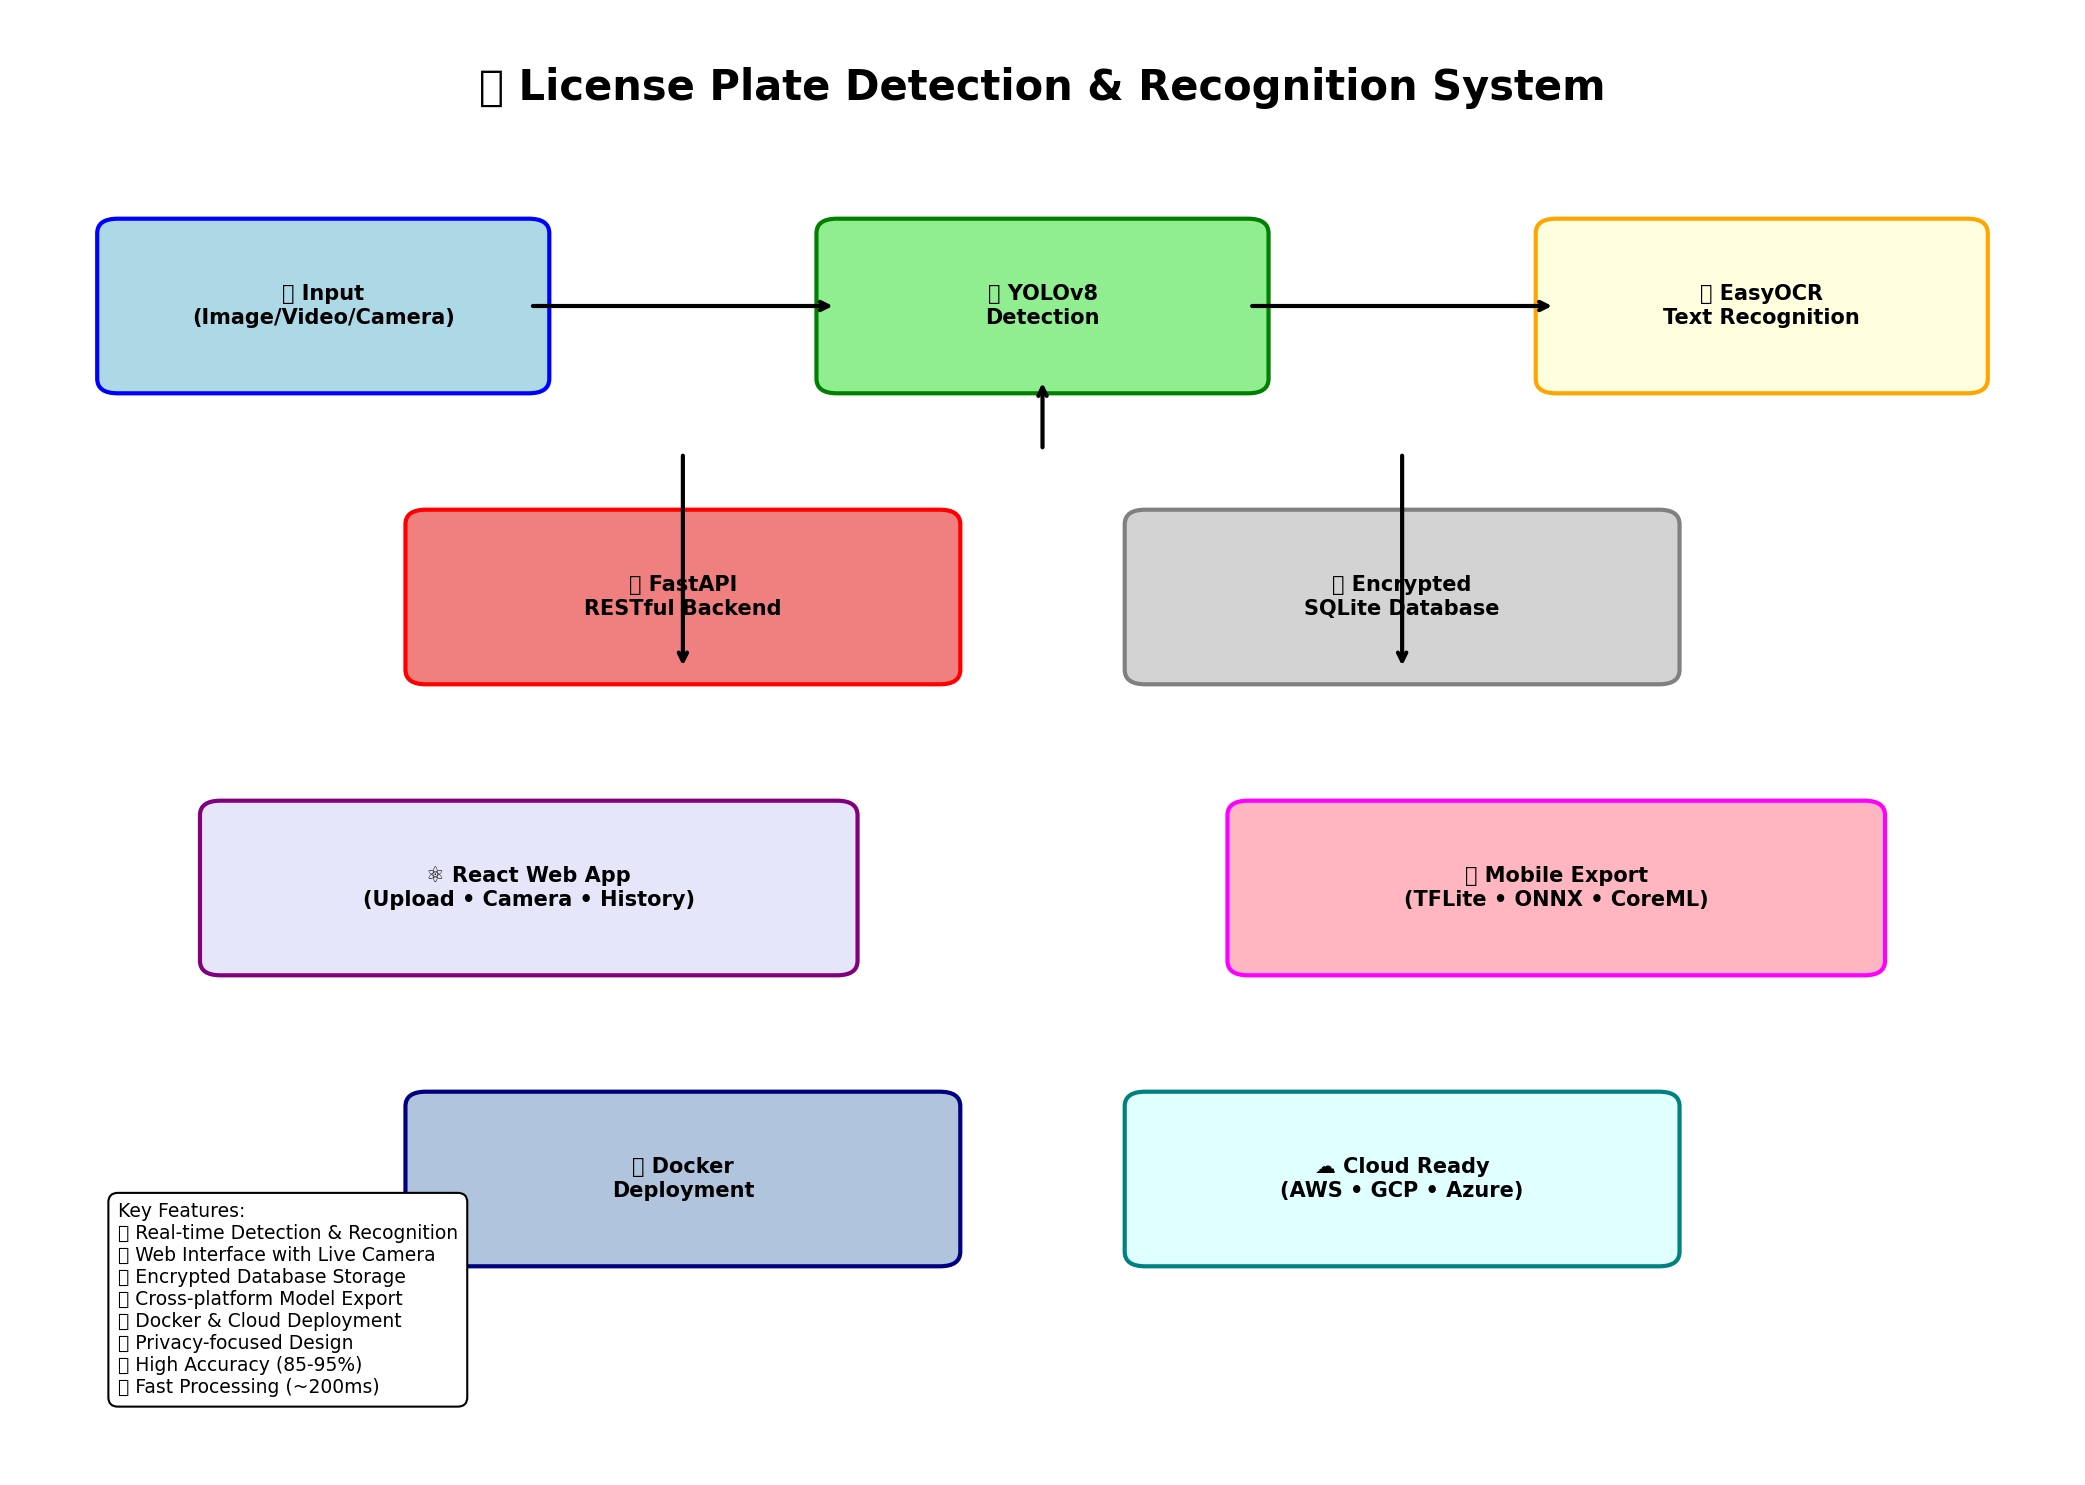 License Plate Detection & Recognition System
Input
(Image/Video/Camera)
YOLOv8
Detection
EasyOCR
Text Recognition
FastAPI
RESTful Backend
Encrypted
SQLite Database
⚛ React Web App
(Upload • Camera • History)
Mobile Export
(TFLite • ONNX • CoreML)
Docker
Deployment
☁ Cloud Ready
(AWS • GCP • Azure)
Key Features:
Real-time Detection & Recognition
Web Interface with Live Camera
Encrypted Database Storage
Cross-platform Model Export
Docker & Cloud Deployment
Privacy-focused Design
High Accuracy (85-95%)
Fast Processing (~200ms)